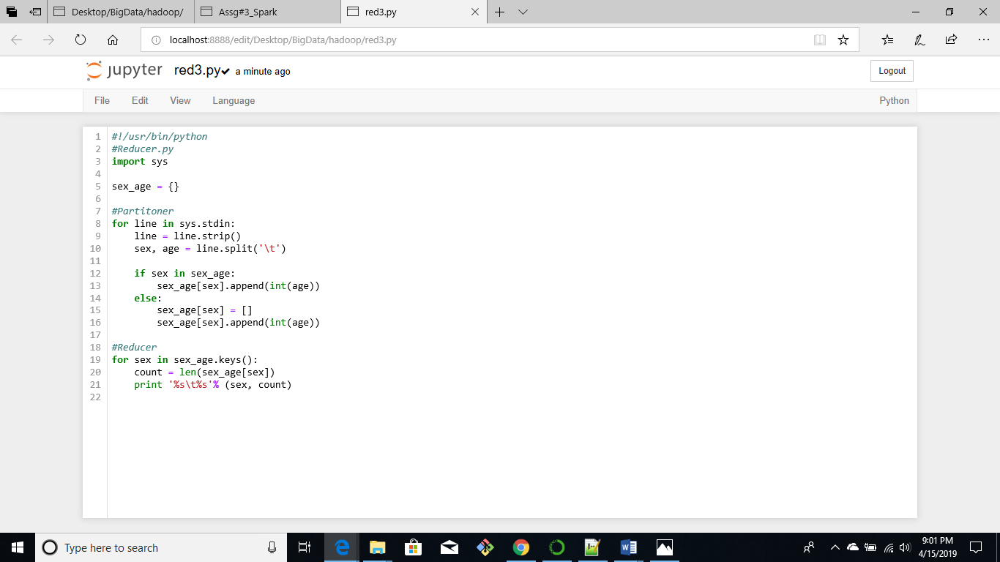 Desktop/BigData/hadoop/
Assg#3_Spark
red3.py
localhost:8888/edit/Desktop/BigData/hadoop/red3.py
jupyter red3.py a minute ago
Logout
File Edit View Language Python
1 #!/usr/bin/python
2 #Reducer.py
3 import sys
4
5 sex_age = {}
6
7 #Partitoner
8 for line in sys.stdin:
9     line = line.strip()
10     sex, age = line.split('\t')
11
12     if sex in sex_age:
13         sex_age[sex].append(int(age))
14     else:
15         sex_age[sex] = []
16         sex_age[sex].append(int(age))
17
18 #Reducer
19 for sex in sex_age.keys():
20     count = len(sex_age[sex])
21     print '%s\t%s'% (sex, count)
22
Type here to search
9:01 PM
4/15/2019